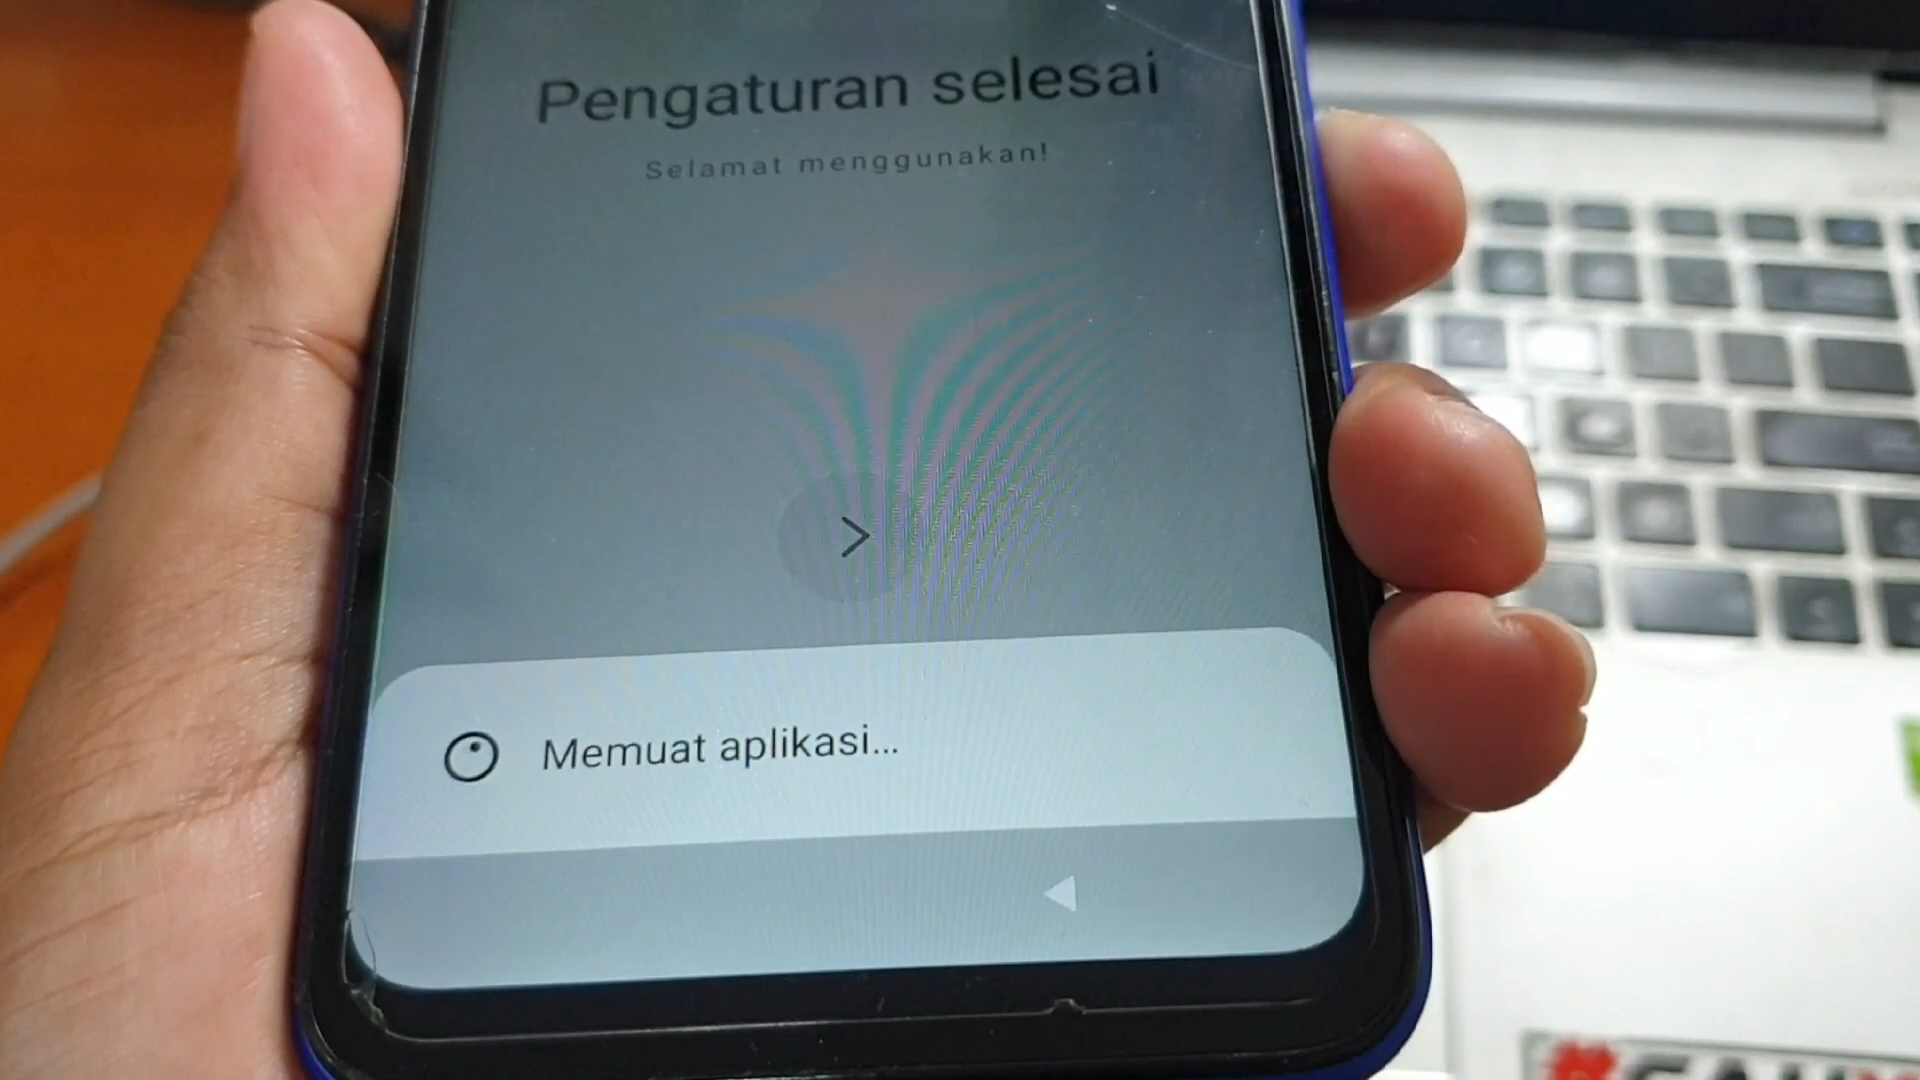 Pengaturan selesai
Selamat menggunakan!
Memuat aplikasi...